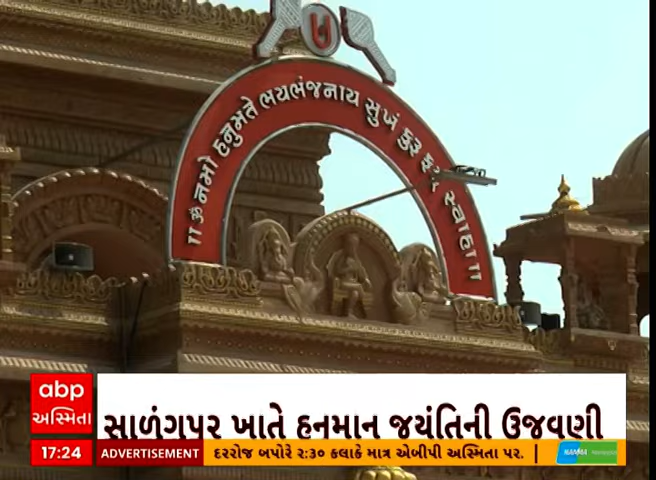 ॥ ૐ નમો હનુમતે ભયભંજનાય સુખં કુરુ ફટ્ સ્વાહા ॥
abp
અસ્મિતા
સાળંગપર ખાતે હનમાન જયંતિની ઉજવણી
17:24
ADVERTISEMENT
દરરોજ બપોરે ૨:૩૦ કલાકે માત્ર એબીપી અસ્મિતા પર.